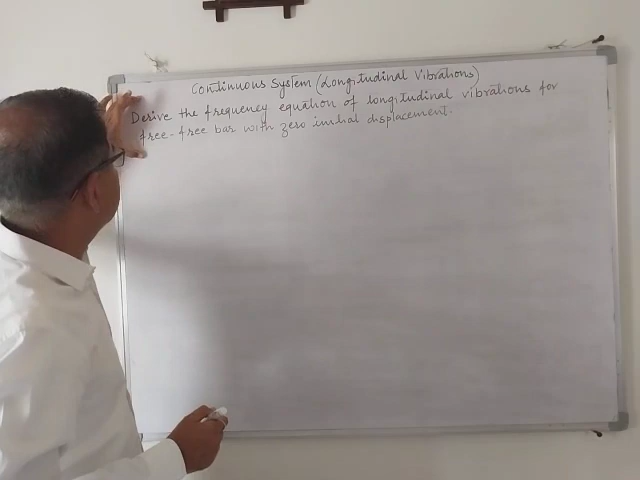 Continuous System (Longitudinal Vibrations)
Derive the frequency equation of longitudinal vibrations for
free-free bar with zero initial displacement.